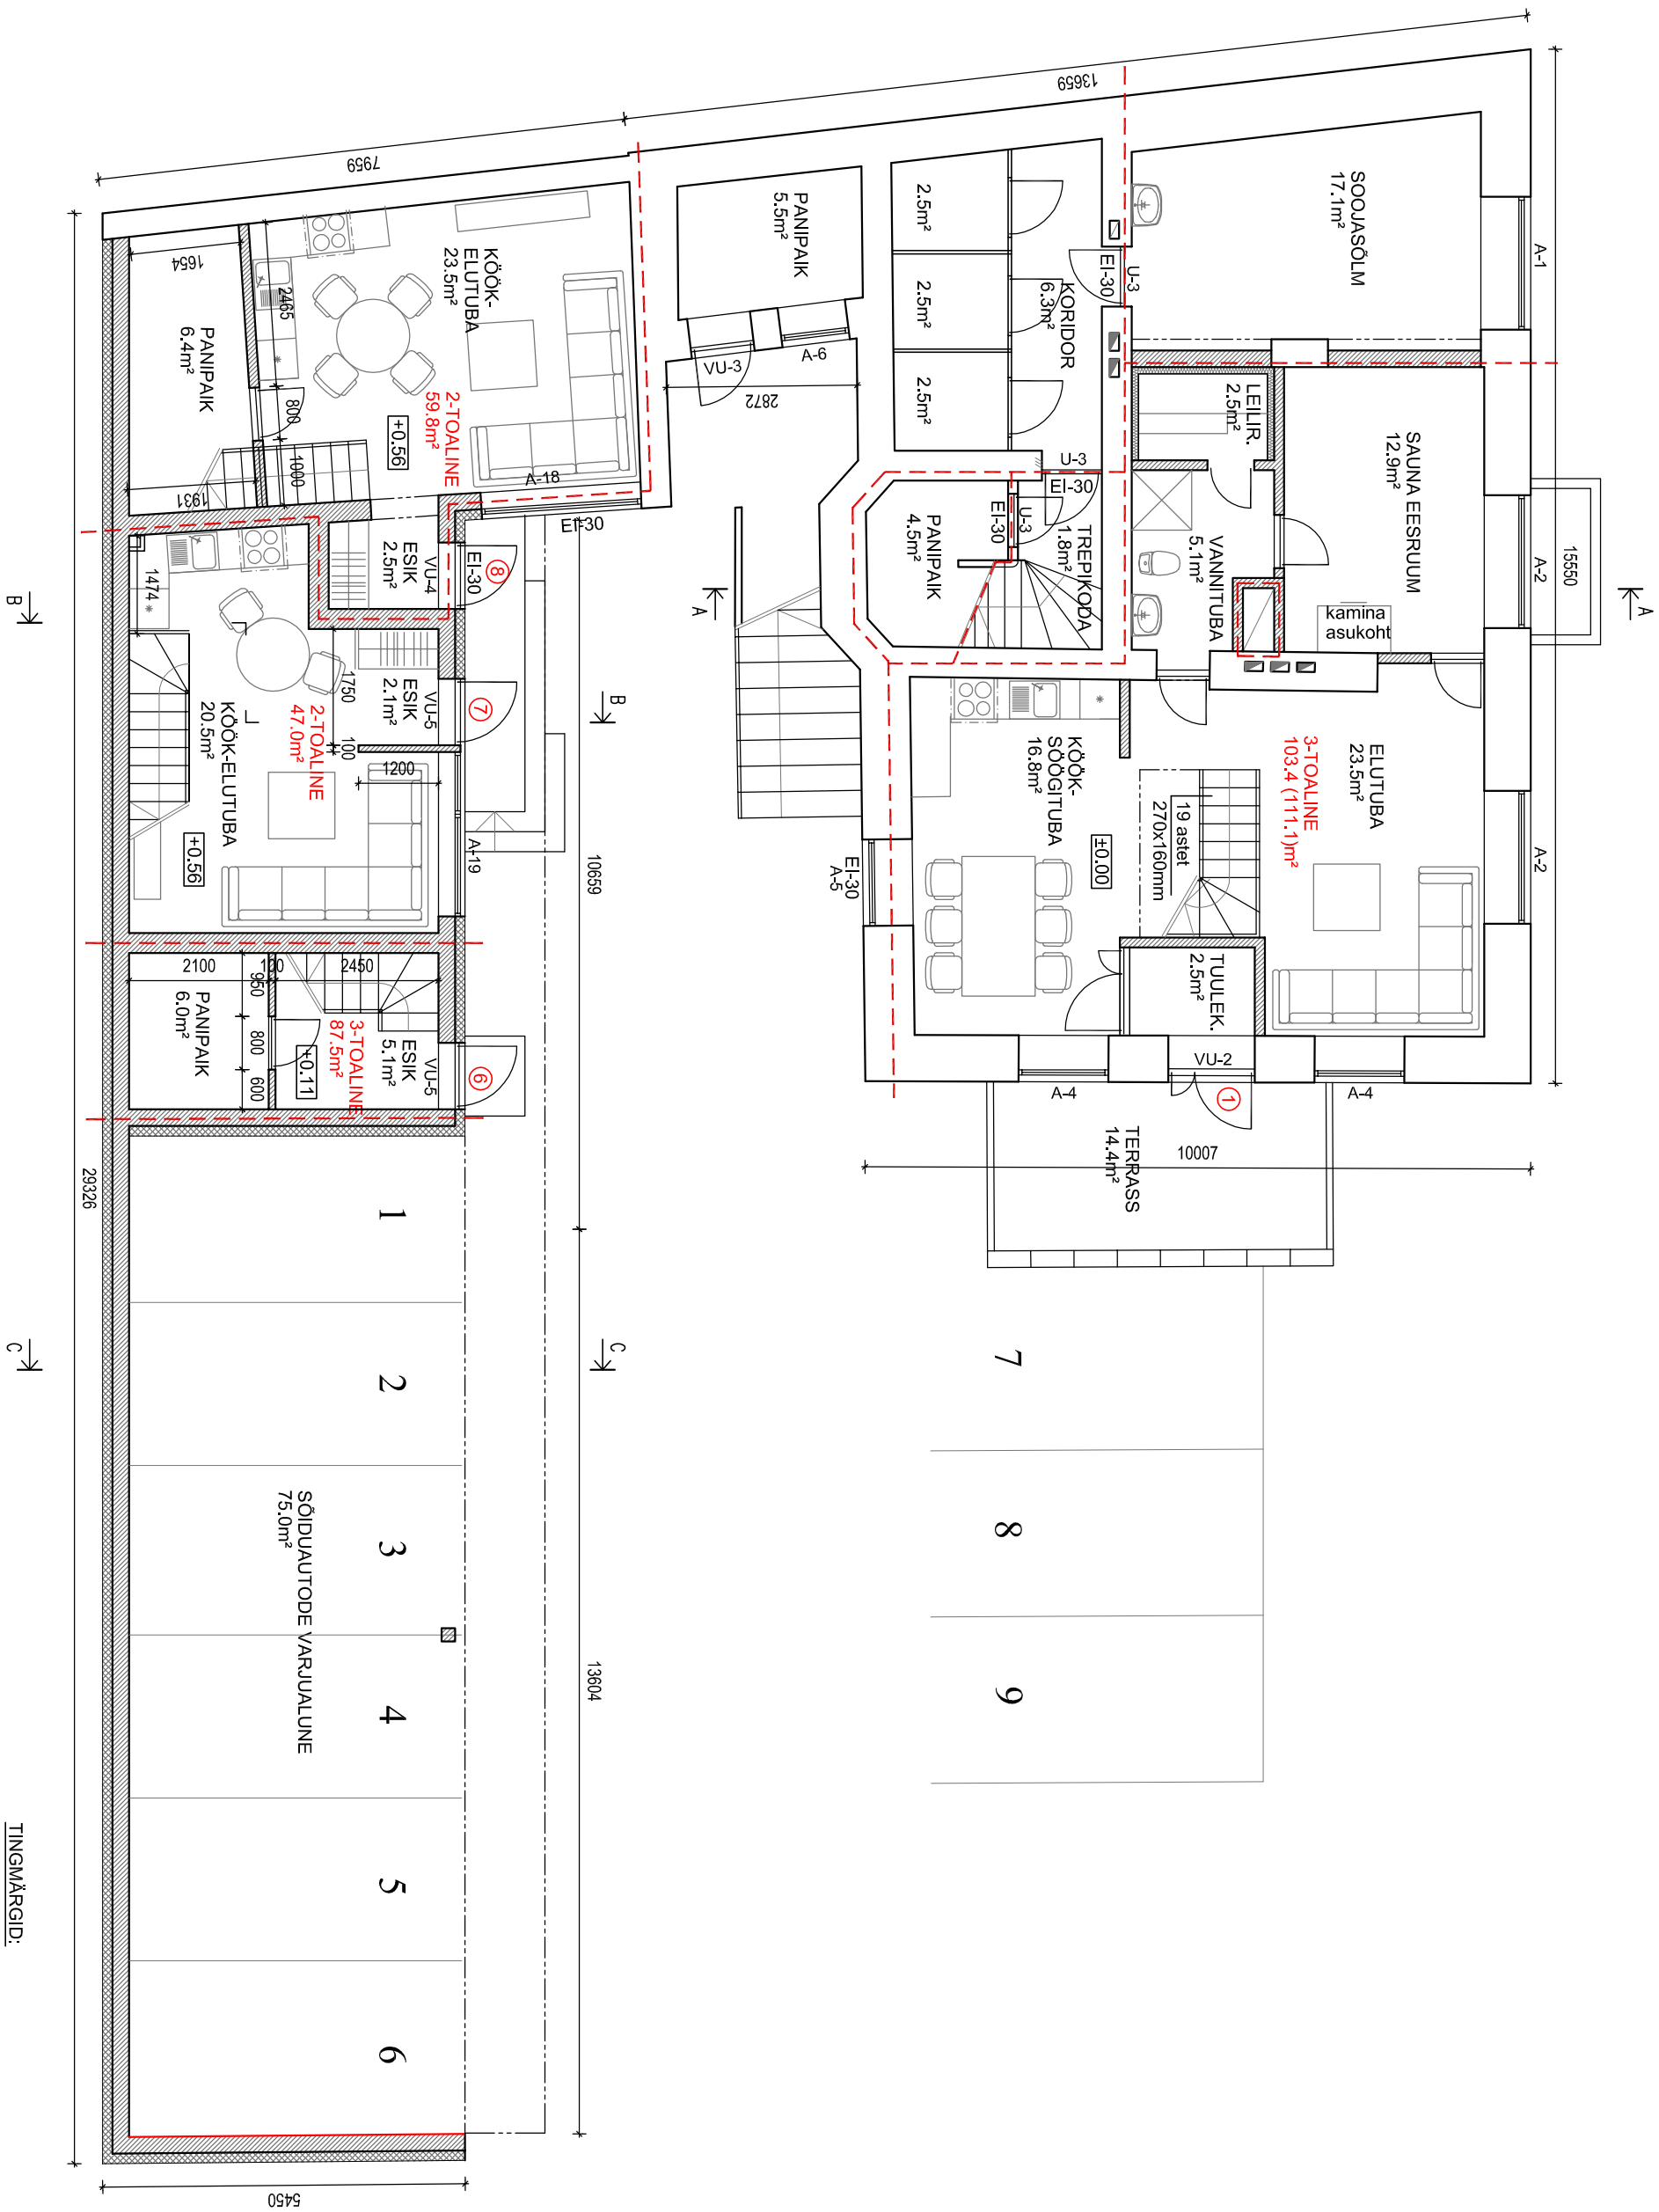 13659
7959
15550
A-1
A-2
A-2
A
SOOJASÕLM
17.1m²
U-3
EI-30
KORIDOR
6.3m²
2.5m²
2.5m²
2.5m²
PANIPAIK
5.5m²
A-6
VU-3
2872
LEILIR.
2.5m²
SAUNA EESRUUM
12.9m²
VANNITUBA
5.1m²
kamina
asukoht
U-3
EI-30
TREPIKODA
1.8m²
U-3
EI-30
PANIPAIK
4.5m²
A
ELUTUBA
23.5m²
3-TOALINE
103.4 (111.1)m²
19 astet
270x160mm
±0.00
KÖÖK-
SÖÖGITUBA
16.8m²
EI-30
A-5
TUULEK.
2.5m²
VU-2
1
A-4
A-4
TERRASS
14.4m²
10007
7
8
9
KÖÖK-
ELUTUBA
23.5m²
2-TOALINE
59.8m²
+0.56
A-18
EI-30
1654
2465
800
1000
1931
PANIPAIK
6.4m²
8
EI-30
VU-4
ESIK
2.5m²
1474
B
B
7
VU-5
ESIK
2.1m²
1750
100
1200
2-TOALINE
47.0m²
KÖÖK-ELUTUBA
20.5m²
+0.56
A-19
10659
2100
100
2450
950
800
600
PANIPAIK
6.0m²
6
VU-5
ESIK
5.1m²
3-TOALINE
87.5m²
+0.11
29326
C
C
1
2
3
4
5
6
SÕIDUAUTODE VARJUALUNE
75.0m²
13604
5450
TINGMÄRGID: